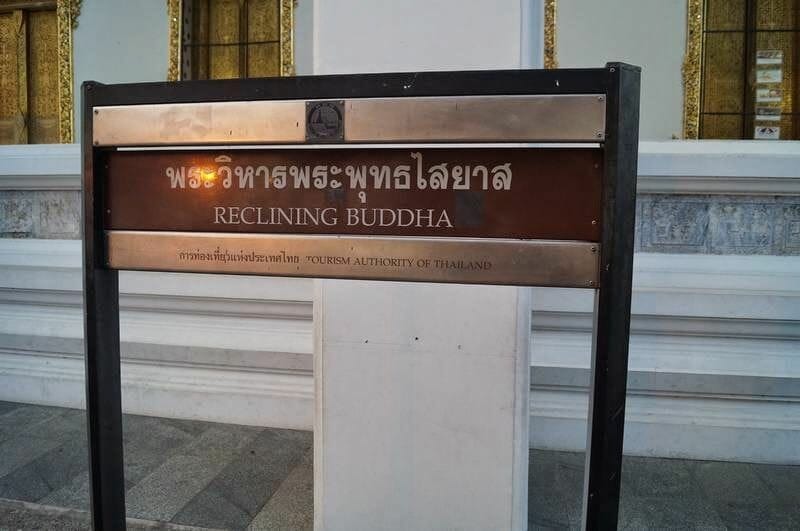 พระวิหารพระพุทธไสยาส
RECLINING BUDDHA
การท่องเที่ยวแห่งประเทศไทย TOURISM AUTHORITY OF THAILAND